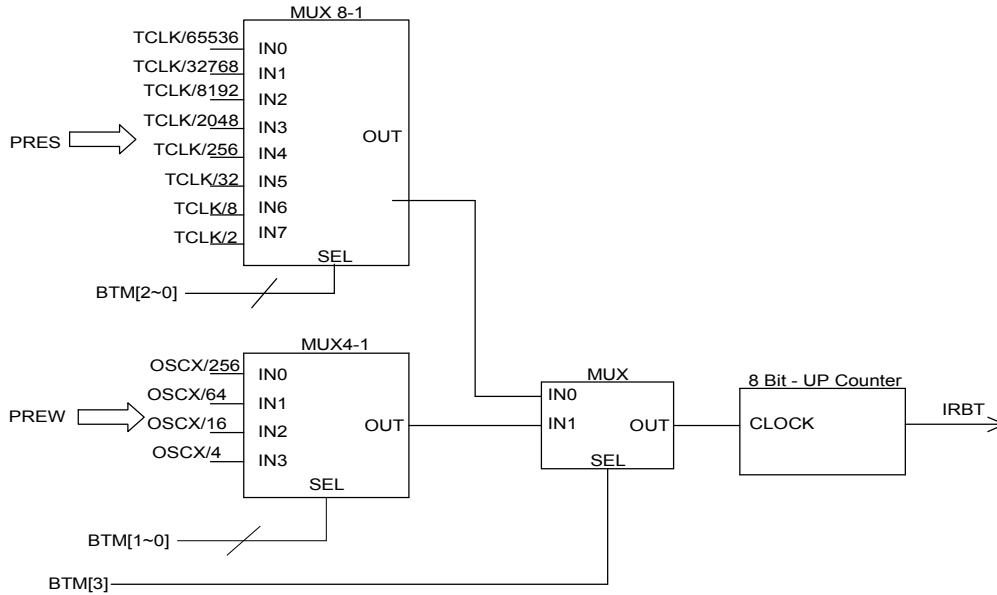 MUX 8-1
TCLK/65536
IN0
TCLK/32768
IN1
TCLK/8192
IN2
TCLK/2048
IN3
PRES
OUT
TCLK/256
IN4
TCLK/32
IN5
TCLK/8
IN6
TCLK/2
IN7
SEL
BTM[2~0]
MUX4-1
OSCX/256
IN0
OSCX/64
IN1
PREW
OSCX/16
IN2
OUT
OSCX/4
IN3
SEL
BTM[1~0]
MUX
IN0
IN1
OUT
SEL
8 Bit - UP Counter
CLOCK
IRBT
BTM[3]